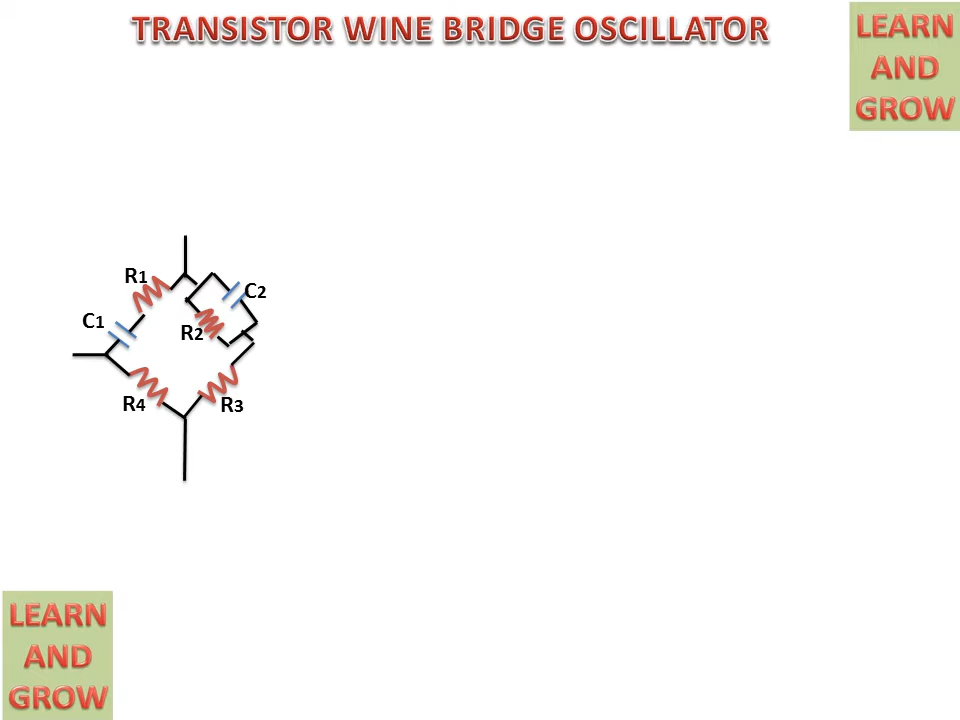 TRANSISTOR WINE BRIDGE OSCILLATOR
LEARN
AND
GROW
R1
C2
C1
R2
R4
R3
LEARN
AND
GROW